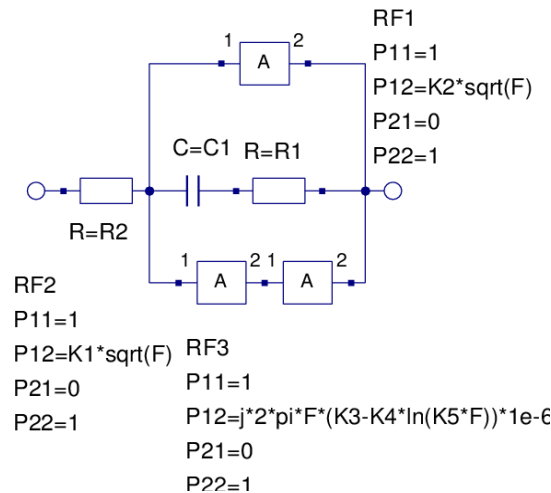 RF1
P11=1
P12=K2*sqrt(F)
P21=0
P22=1
1 A 2
C=C1 R=R1
R=R2
1 A 2 1 A 2
RF2
P11=1
P12=K1*sqrt(F)
P21=0
P22=1
RF3
P11=1
P12=j*2*pi*F*(K3-K4*ln(K5*F))*1e-6
P21=0
P22=1